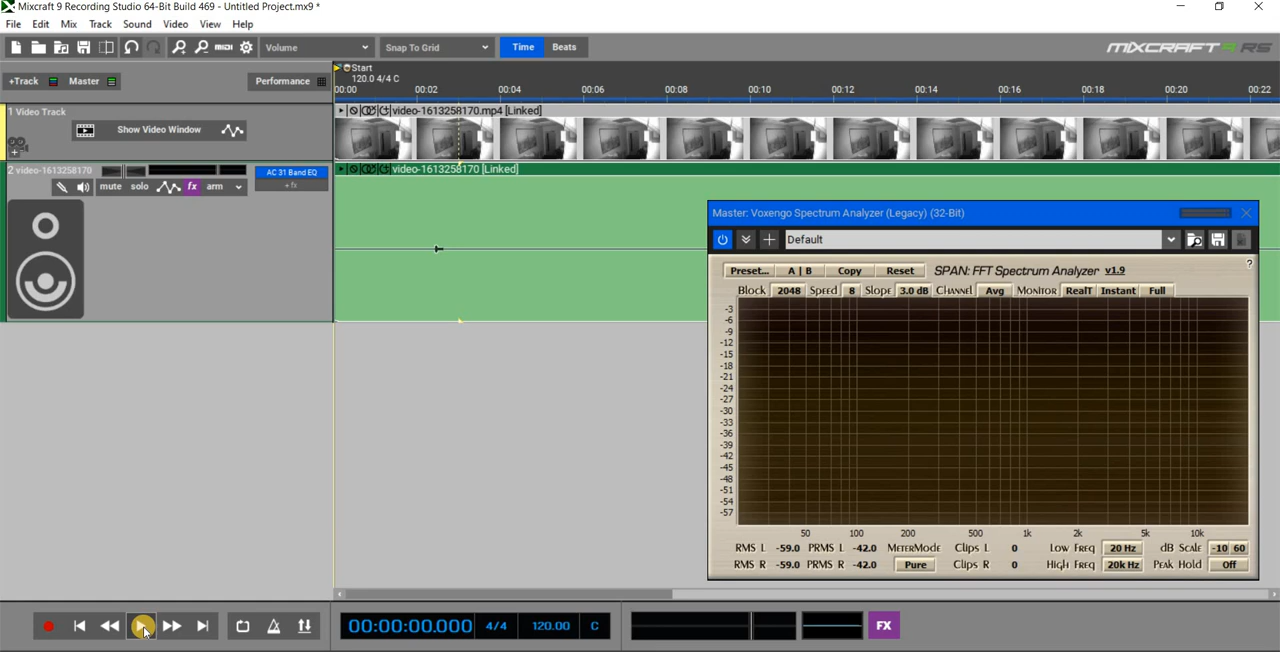 Mixcraft 9 Recording Studio 64-Bit Build 469 - Untitled Project.mx9 *
File Edit Mix Track Sound Video View Help
MIDI Volume Snap To Grid Time Beats MIXCRAFT 9 RS
+Track Master Performance
Start
120.0 4/4 C
00:00 00:02 00:04 00:06 00:08 00:10 00:12 00:14 00:16 00:18 00:20 00:22
1 Video Track
Show Video Window
video-1613258170.mp4 [Linked]
2 video-1613258170
mute solo fx arm
AC 31 Band EQ
+ fx
video-1613258170 [Linked]
Master: Voxengo Spectrum Analyzer (Legacy) (32-Bit)
Default
Preset... A | B Copy Reset SPAN: FFT Spectrum Analyzer v1.9 ?
Block 2048 Speed 8 Slope 3.0 dB Channel Avg Monitor RealT Instant Full
-3
-6
-9
-12
-15
-18
-21
-24
-27
-30
-33
-36
-39
-42
-45
-48
-51
-54
-57
50 100 200 500 1k 2k 5k 10k
RMS L -59.0 PRMS L -42.0 MeterMode Clips L 0 Low Freq 20 Hz dB Scale -10 60
RMS R -59.0 PRMS R -42.0 Pure Clips R 0 High Freq 20k Hz Peak Hold Off
00:00:00.000 4/4 120.00 C FX